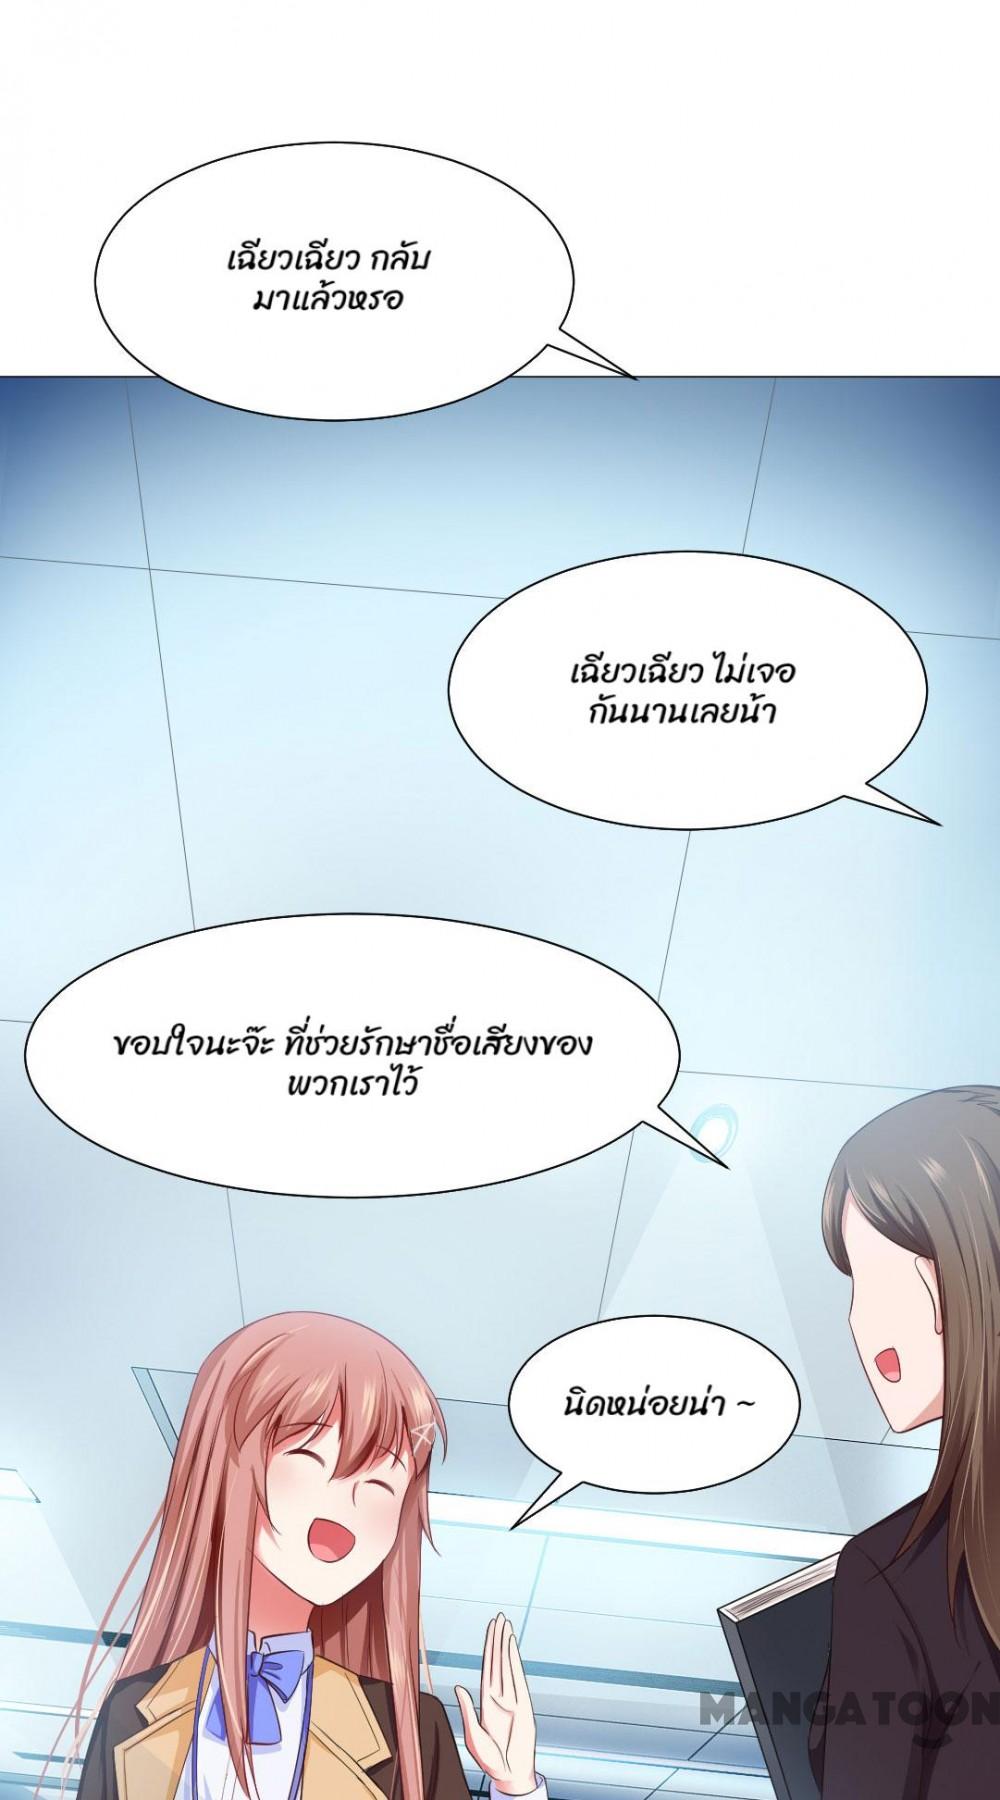 เฉียวเฉียว กลับ
มาแล้วหรอ
เฉียวเฉียว ไม่เจอ
กันนานเลยน้า
ขอบใจนะจ๊ะ ที่ช่วยรักษาชื่อเสียงของ
พวกเราไว้
นิดหน่อยน่า ~
MANGATOON